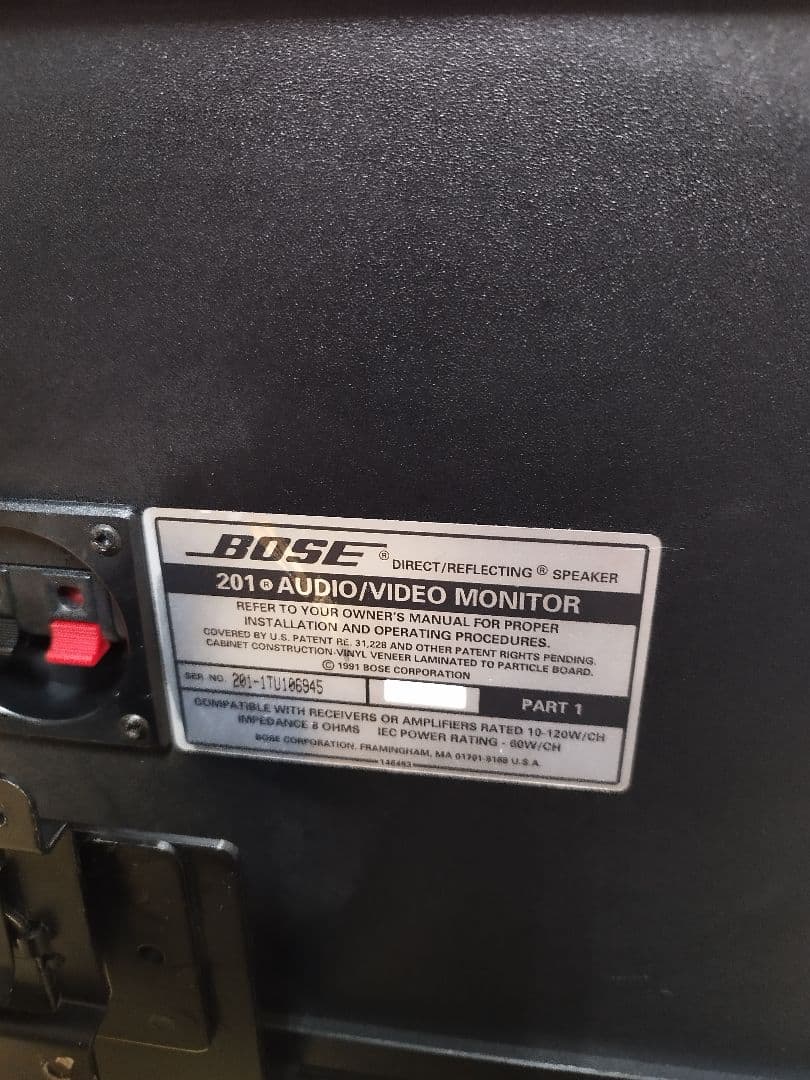 BOSE ® DIRECT/REFLECTING ® SPEAKER
201 ® AUDIO/VIDEO MONITOR
REFER TO YOUR OWNER'S MANUAL FOR PROPER
INSTALLATION AND OPERATING PROCEDURES.
COVERED BY U.S. PATENT RE. 31,228 AND OTHER PATENT RIGHTS PENDING.
CABINET CONSTRUCTION-VINYL VENEER LAMINATED TO PARTICLE BOARD.
© 1991 BOSE CORPORATION
SER. NO. 201-1TU106945
PART 1
COMPATIBLE WITH RECEIVERS OR AMPLIFIERS RATED 10-120W/CH
IMPEDANCE 8 OHMS IEC POWER RATING - 60W/CH
BOSE CORPORATION, FRAMINGHAM, MA 01701-9168 U.S.A.
146493